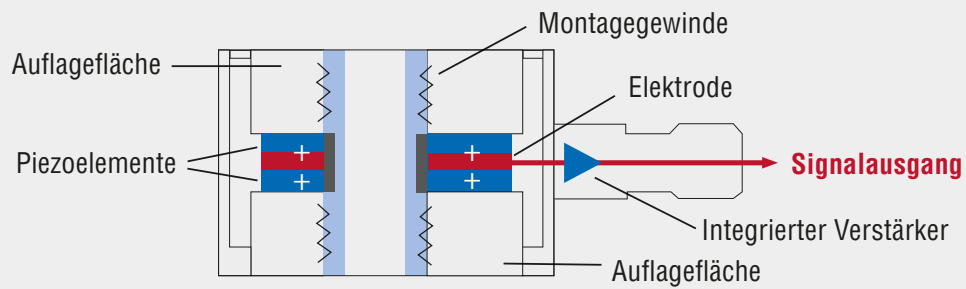 Auflagefläche
Montagegewinde
Elektrode
Piezoelemente
+
+
+
+
Signalausgang
Integrierter Verstärker
Auflagefläche